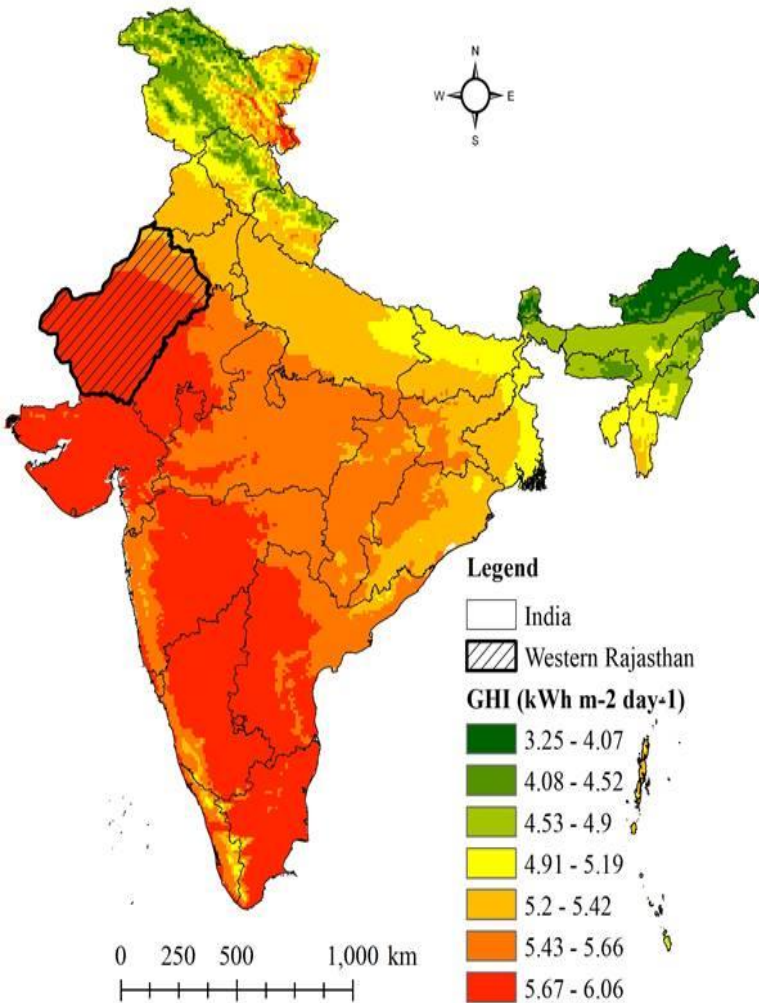 N
W E
S
Legend
India
Western Rajasthan
GHI (kWh m-2 day-1)
3.25 - 4.07
4.08 - 4.52
4.53 - 4.9
4.91 - 5.19
5.2 - 5.42
5.43 - 5.66
5.67 - 6.06
0 250 500 1,000 km